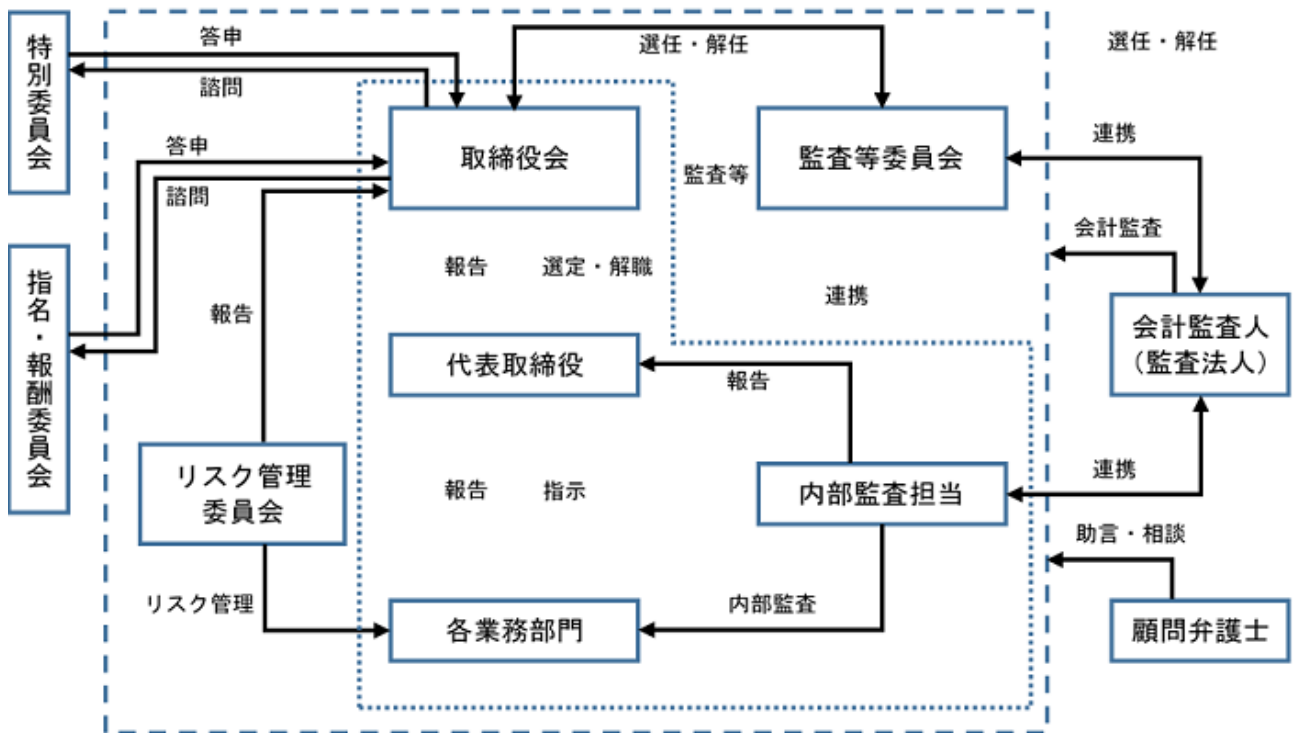 特別委員会
答申
諮問
選任・解任
選任・解任
取締役会
監査等
監査等委員会
連携
答申
諮問
会計監査
指名・報酬委員会
報告
報告
選定・解職
連携
会計監査人
（監査法人）
代表取締役
報告
リスク管理
委員会
報告
指示
内部監査担当
連携
助言・相談
リスク管理
各業務部門
内部監査
顧問弁護士